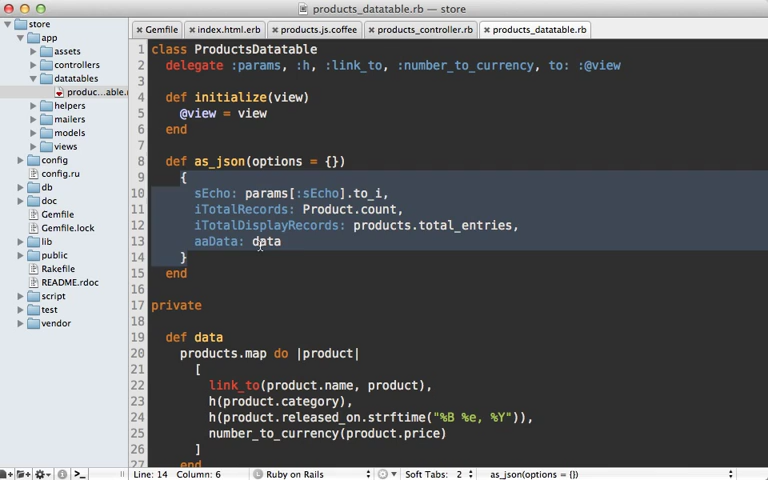 products_datatable.rb — store
store
app
assets
controllers
datatables
produc...able.r
helpers
mailers
models
views
config
config.ru
db
doc
Gemfile
Gemfile.lock
lib
public
Rakefile
README.rdoc
script
test
vendor
Gemfile
index.html.erb
products.js.coffee
products_controller.rb
products_datatable.rb
1 class ProductsDatatable
2 delegate :params, :h, :link_to, :number_to_currency, to: :@view
3
4 def initialize(view)
5 @view = view
6 end
7
8 def as_json(options = {})
9 {
10 sEcho: params[:sEcho].to_i,
11 iTotalRecords: Product.count,
12 iTotalDisplayRecords: products.total_entries,
13 aaData: data
14 }
15 end
16
17 private
18
19 def data
20 products.map do |product|
21 [
22 link_to(product.name, product),
23 h(product.category),
24 h(product.released_on.strftime("%B %e, %Y")),
25 number_to_currency(product.price)
26 ]
27 end
Line: 14 Column: 6 Ruby on Rails Soft Tabs: 2 as_json(options = {})